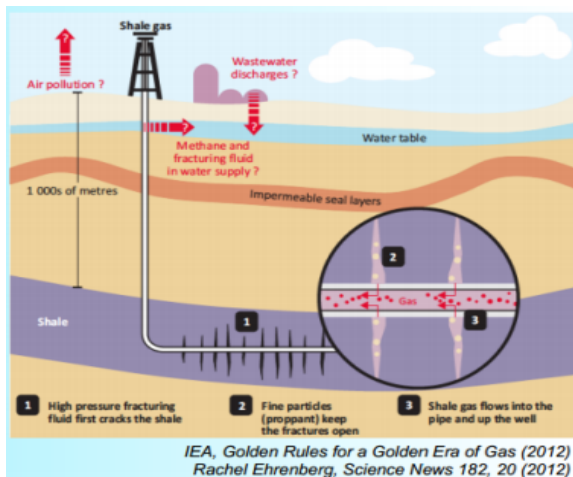 Shale gas
?
Air pollution ?
Wastewater
discharges ?
?
?
Water table
Methane and
fracturing fluid
in water supply ?
1 000s of metres
Impermeable seal layers
2
Gas
3
Shale
1
1 High pressure fracturing
fluid first cracks the shale
2 Fine particles
(proppant) keep
the fractures open
3 Shale gas flows into the
pipe and up the well
IEA, Golden Rules for a Golden Era of Gas (2012)
Rachel Ehrenberg, Science News 182, 20 (2012)